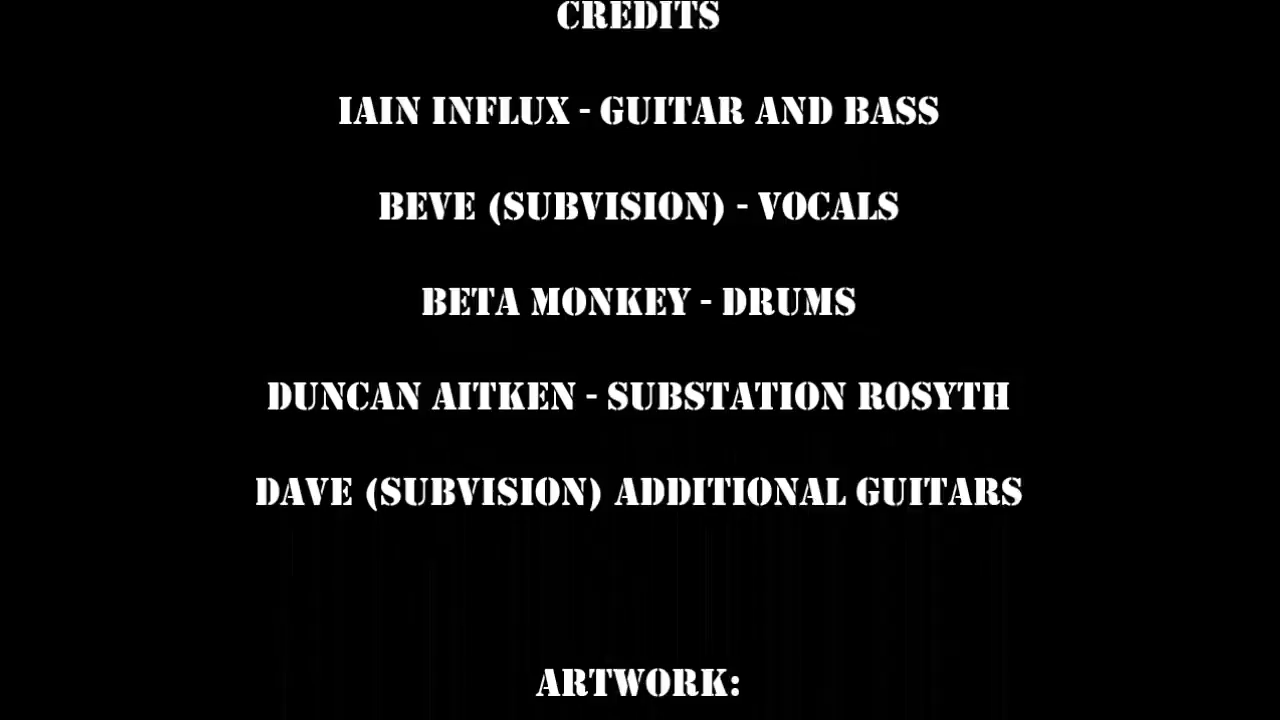 CREDITS
IAIN INFLUX - GUITAR AND BASS
BEVE (SUBVISION) - VOCALS
BETA MONKEY - DRUMS
DUNCAN AITKEN - SUBSTATION ROSYTH
DAVE (SUBVISION) ADDITIONAL GUITARS
ARTWORK: